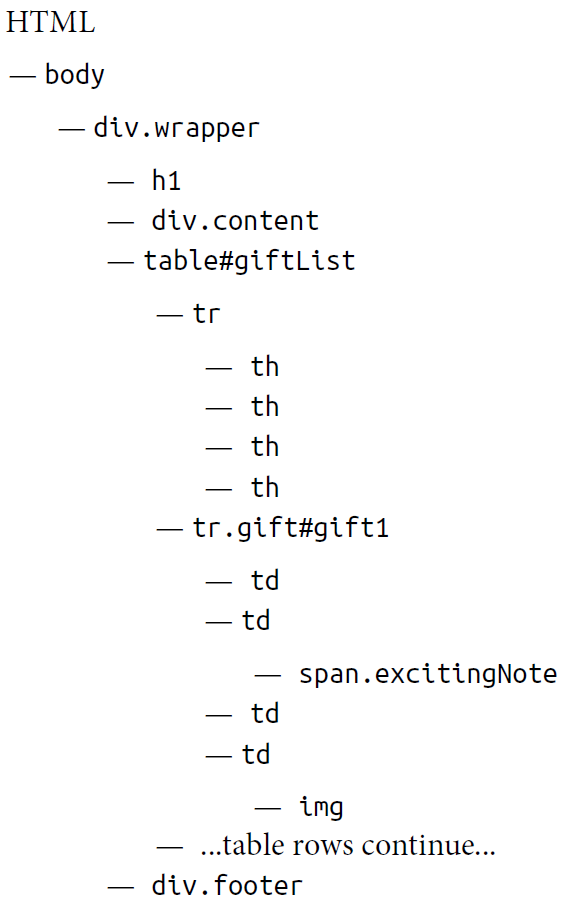 HTML
— body
— div.wrapper
— h1
— div.content
— table#giftList
— tr
— th
— th
— th
— th
— tr.gift#gift1
— td
— td
— span.excitingNote
— td
— td
— img
— ...table rows continue...
— div.footer